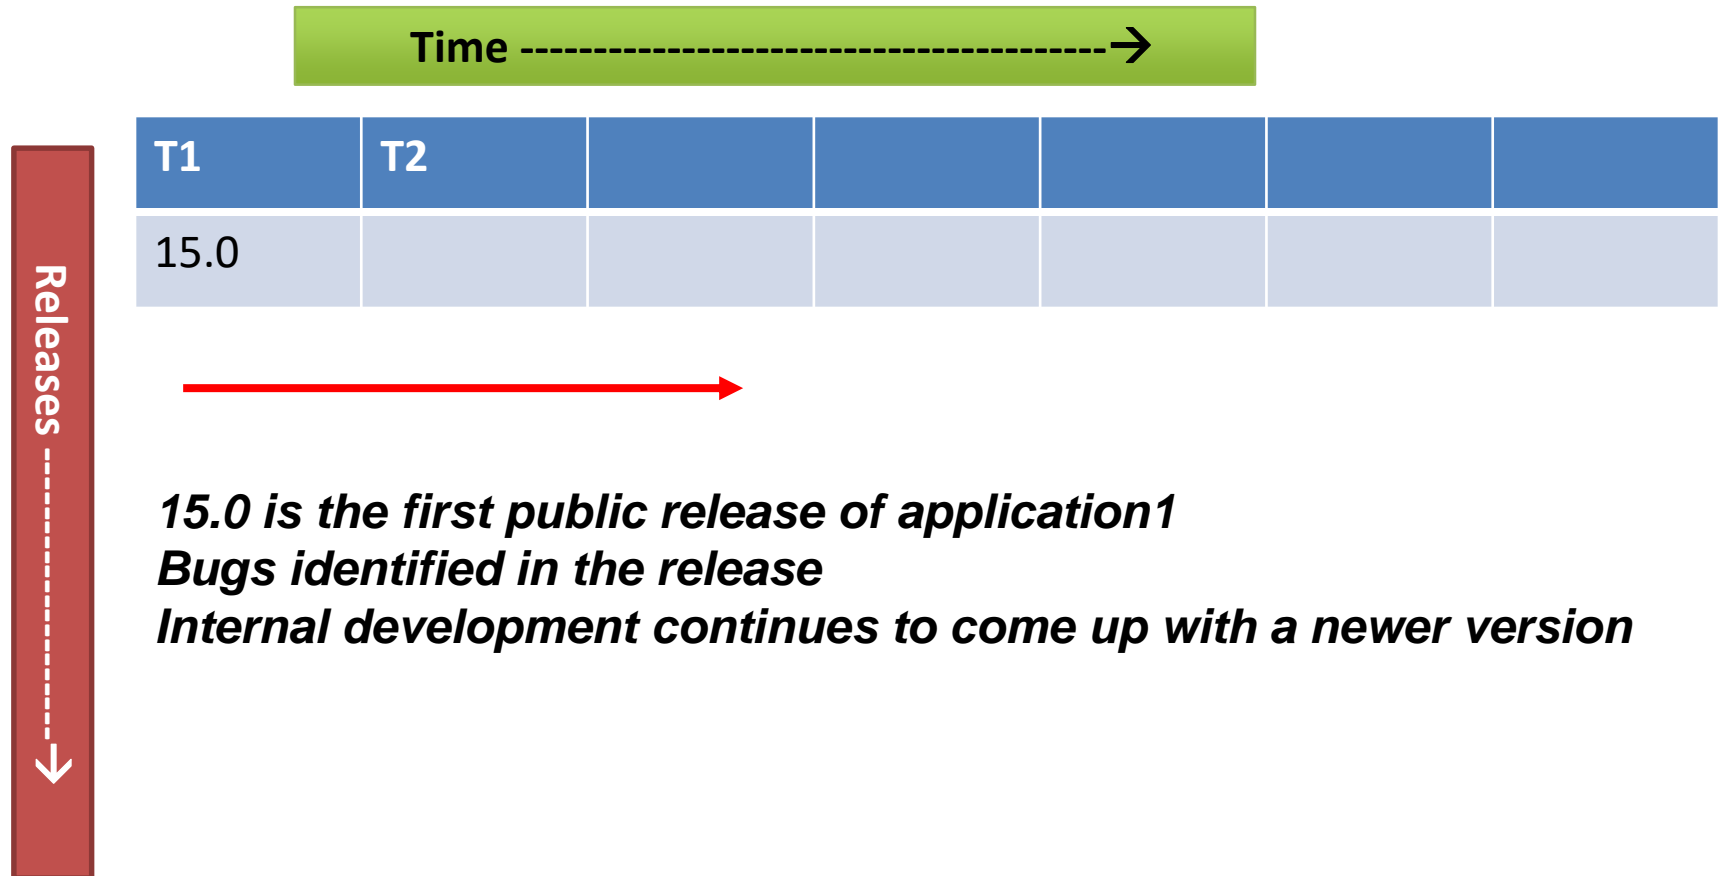 Time ----------------------------------------→
T1 T2
15.0
Releases --------------------→
15.0 is the first public release of application1
Bugs identified in the release
Internal development continues to come up with a newer version